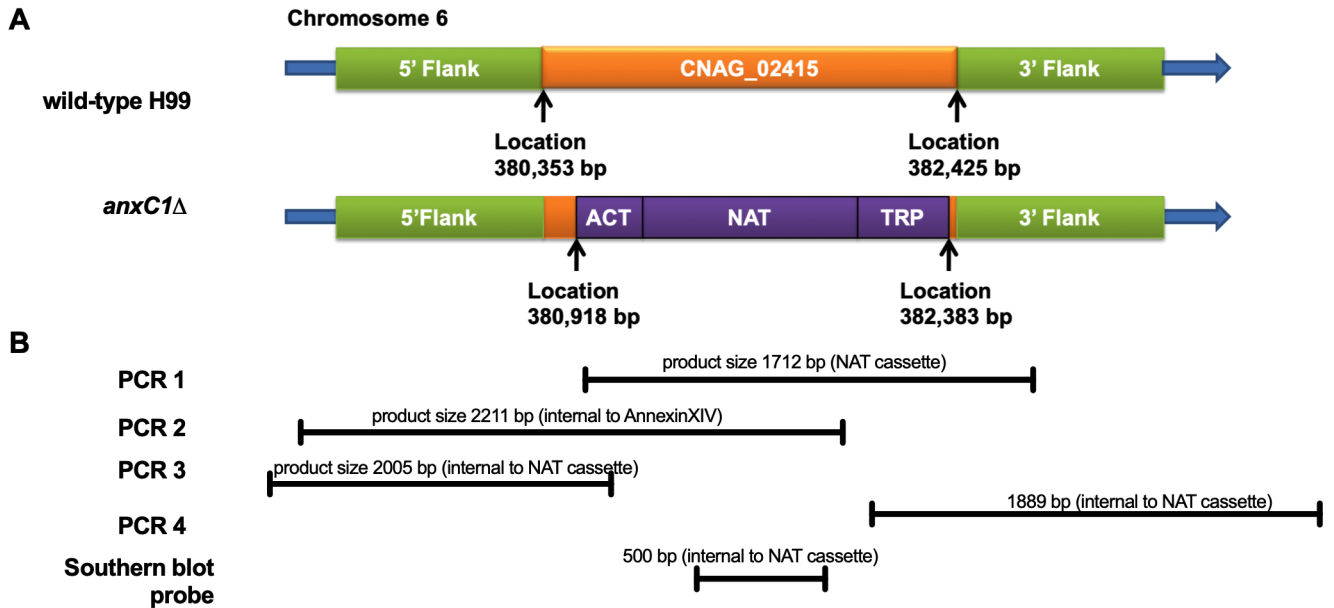 A
Chromosome 6
5’ Flank
CNAG_02415
3’ Flank
wild-type H99
Location
380,353 bp
Location
382,425 bp
anxC1Δ
5’Flank
ACT
NAT
TRP
3’ Flank
Location
380,918 bp
Location
382,383 bp
B
PCR 1
product size 1712 bp (NAT cassette)
PCR 2
product size 2211 bp (internal to AnnexinXIV)
PCR 3
product size 2005 bp (internal to NAT cassette)
PCR 4
1889 bp (internal to NAT cassette)
Southern blot
probe
500 bp (internal to NAT cassette)